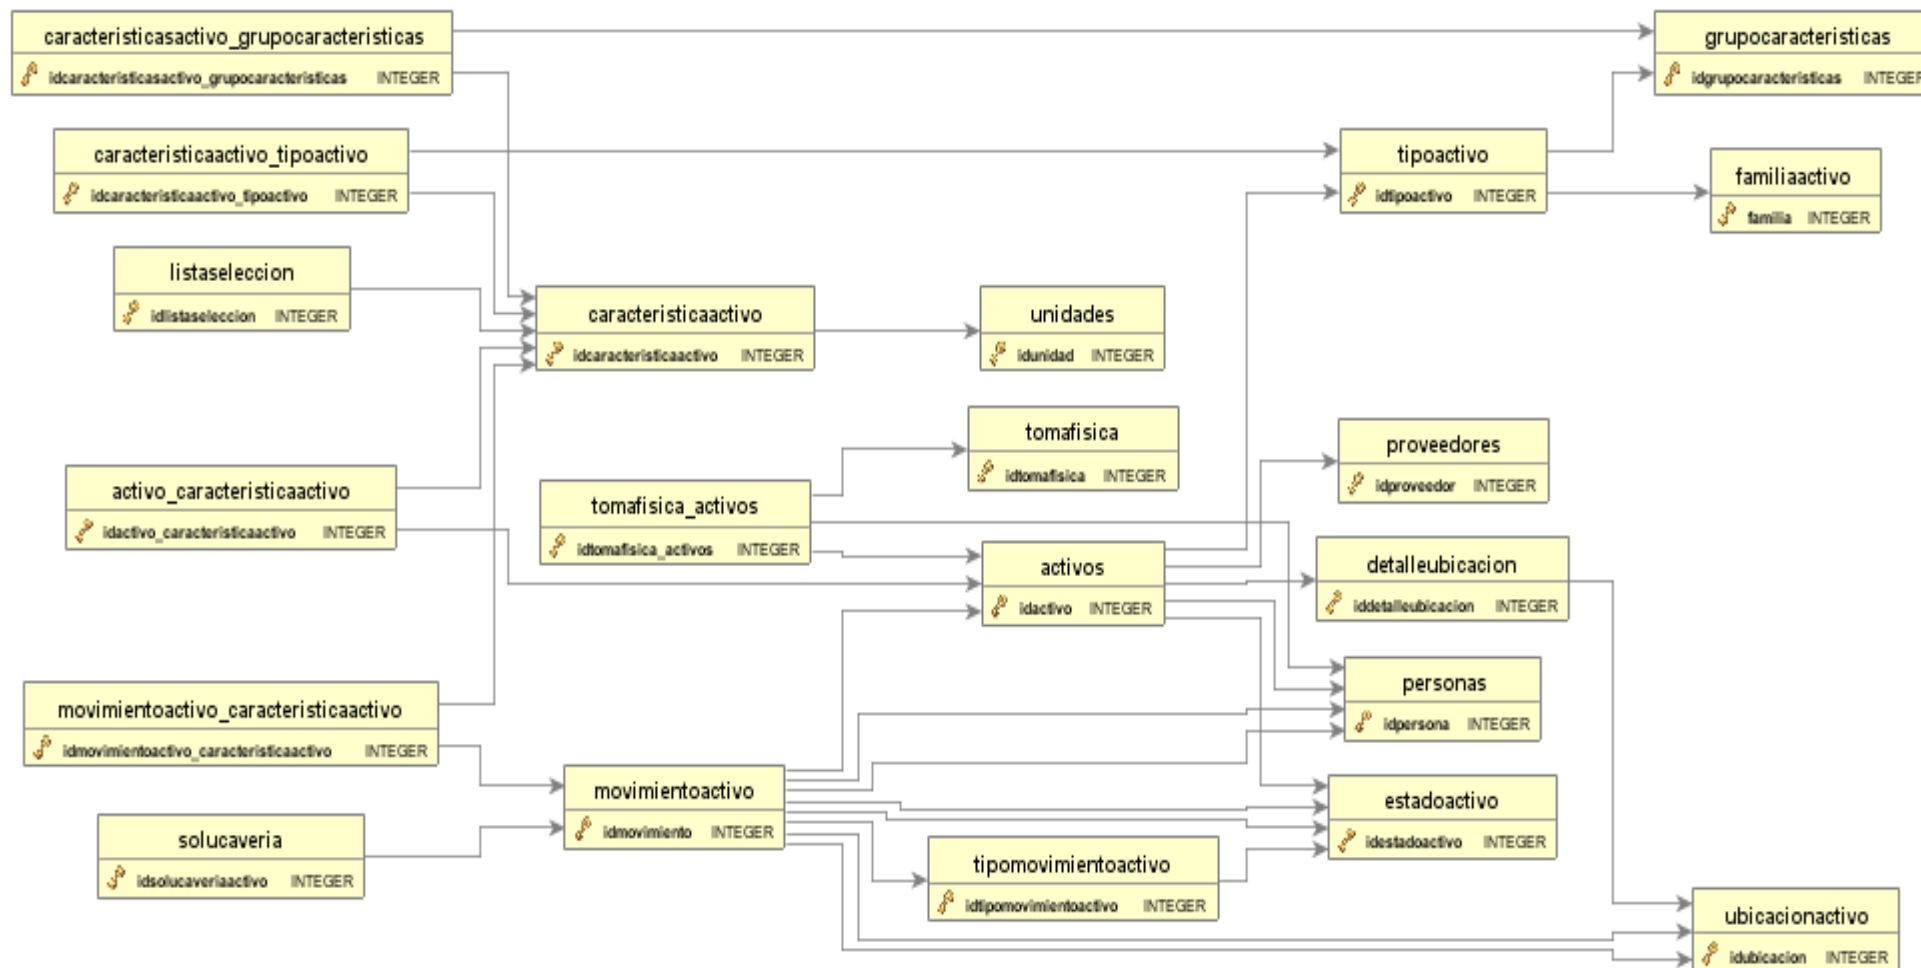 caracteristicasactivo_grupocaracteristicas
idcaracteristicasactivo_grupocaracteristicas INTEGER
grupocaracteristicas
idgrupocaracteristicas INTEGER
caracteristicaactivo_tipoactivo
idcaracteristicaactivo_tipoactivo INTEGER
tipoactivo
idtipoactivo INTEGER
familiaactivo
familia INTEGER
listaseleccion
idlistaseleccion INTEGER
caracteristicaactivo
idcaracteristicaactivo INTEGER
unidades
idunidad INTEGER
tomafisica
idtomafisica INTEGER
proveedores
idproveedor INTEGER
activo_caracteristicaactivo
idactivo_caracteristicaactivo INTEGER
tomafisica_activos
idtomafisica_activos INTEGER
activos
idactivo INTEGER
detalleubicacion
iddetalleubicacion INTEGER
personas
idpersona INTEGER
movimientoactivo_caracteristicaactivo
idmovimientoactivo_caracteristicaactivo INTEGER
movimientoactivo
idmovimiento INTEGER
estadoactivo
idestadoactivo INTEGER
solucaveria
idsolucaveriaactivo INTEGER
tipomovimientoactivo
idtipomovimientoactivo INTEGER
ubicacionactivo
idubicacion INTEGER